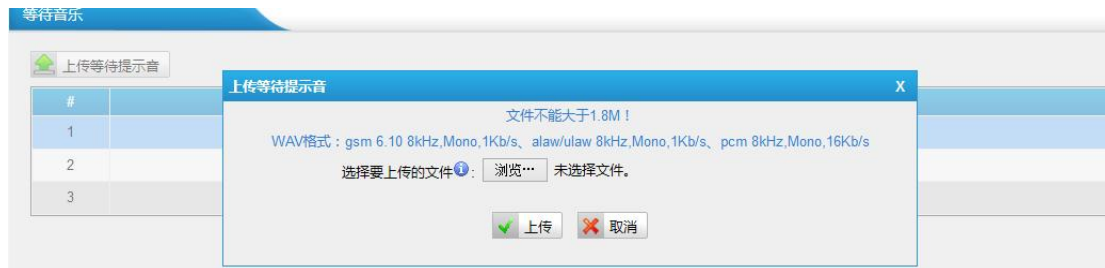 等待音乐
上传等待提示音
#
1
2
3
上传等待提示音 X
文件不能大于1.8M！
WAV格式：gsm 6.10 8kHz,Mono,1Kb/s、alaw/ulaw 8kHz,Mono,1Kb/s、pcm 8kHz,Mono,16Kb/s
选择要上传的文件: 浏览… 未选择文件。
上传 取消